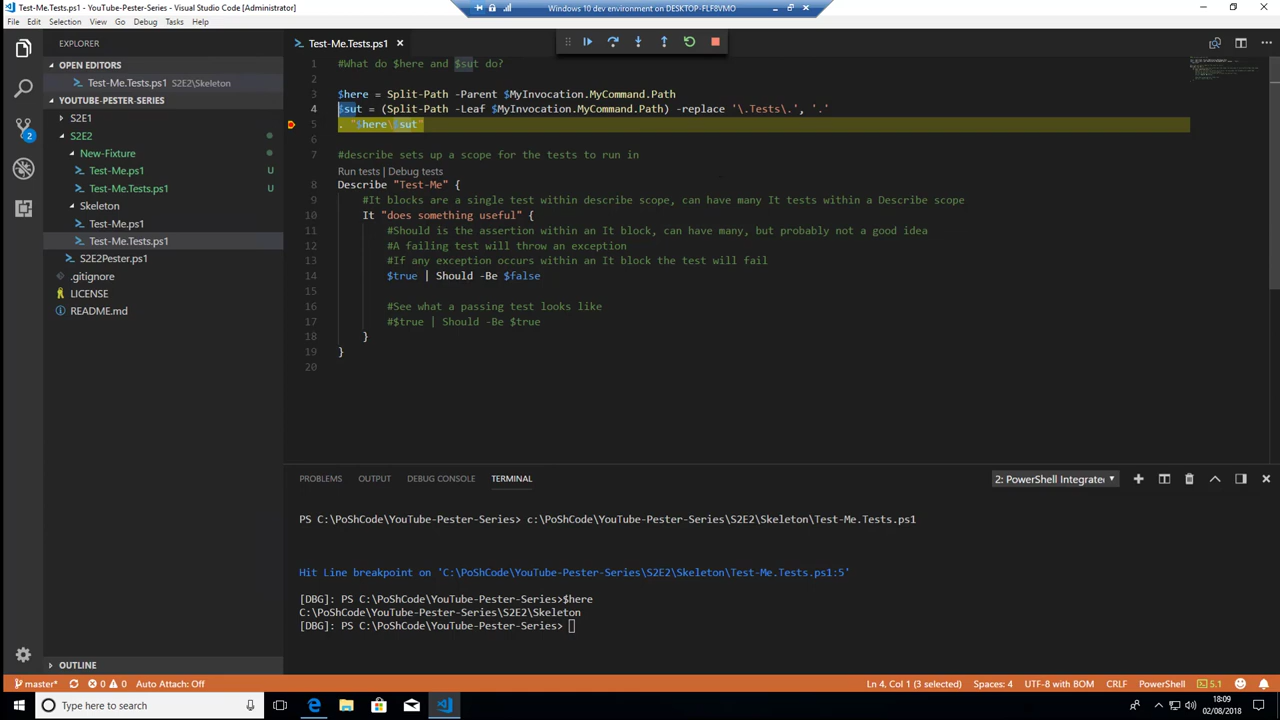 Test-Me.Tests.ps1 - YouTube-Pester-Series - Visual Studio Code [Administrator]
Windows 10 dev environment on DESKTOP-FLF8VMO
File Edit Selection View Go Debug Tasks Help
EXPLORER
OPEN EDITORS
Test-Me.Tests.ps1 S2E2\Skeleton
YOUTUBE-PESTER-SERIES
S2E1
S2E2
New-Fixture
Test-Me.ps1 U
Test-Me.Tests.ps1 U
Skeleton
Test-Me.ps1
Test-Me.Tests.ps1
S2E2Pester.ps1
.gitignore
LICENSE
README.md
2
OUTLINE
Test-Me.Tests.ps1
1 #What do $here and $sut do?
2
3 $here = Split-Path -Parent $MyInvocation.MyCommand.Path
4 $sut = (Split-Path -Leaf $MyInvocation.MyCommand.Path) -replace '\.Tests\.', '.'
5 . "$here\$sut"
6
7 #describe sets up a scope for the tests to run in
Run tests | Debug tests
8 Describe "Test-Me" {
9 #It blocks are a single test within describe scope, can have many It tests within a Describe scope
10 It "does something useful" {
11 #Should is the assertion within an It block, can have many, but probably not a good idea
12 #A failing test will throw an exception
13 #If any exception occurs within an It block the test will fail
14 $true | Should -Be $false
15
16 #See what a passing test looks like
17 #$true | Should -Be $true
18 }
19 }
20
PROBLEMS OUTPUT DEBUG CONSOLE TERMINAL
2: PowerShell Integrated
PS C:\PoShCode\YouTube-Pester-Series> c:\PoShCode\YouTube-Pester-Series\S2E2\Skeleton\Test-Me.Tests.ps1
Hit Line breakpoint on 'C:\PoShCode\YouTube-Pester-Series\S2E2\Skeleton\Test-Me.Tests.ps1:5'
[DBG]: PS C:\PoShCode\YouTube-Pester-Series>$here
C:\PoShCode\YouTube-Pester-Series\S2E2\Skeleton
[DBG]: PS C:\PoShCode\YouTube-Pester-Series>
master* 0 0 Auto Attach: Off
Ln 4, Col 1 (3 selected) Spaces: 4 UTF-8 with BOM CRLF PowerShell 5.1
Type here to search
18:09
02/08/2018